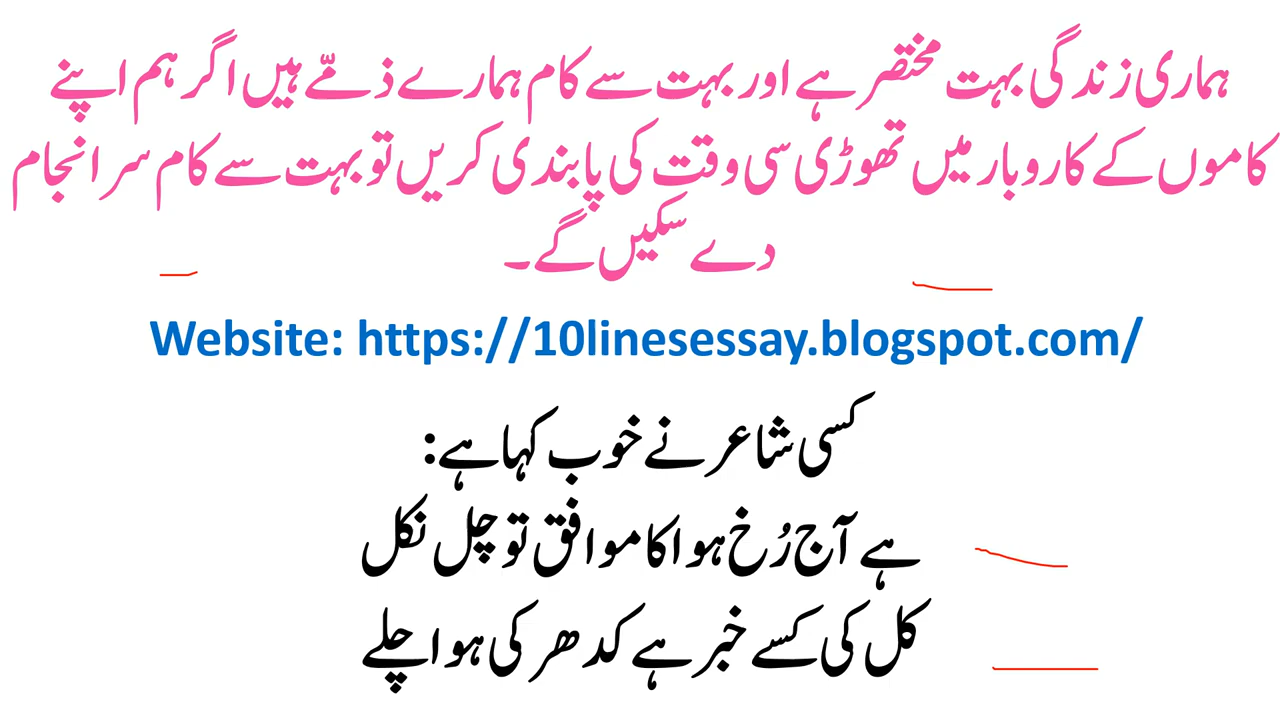 ہماری زندگی بہت مختصر ہے اور بہت سے کام ہمارے ذمّے ہیں اگر ہم اپنے
کاموں کے کاروبار میں تھوڑی سی وقت کی پابندی کریں تو بہت سے کام سر انجام
دے سکیں گے۔
Website: https://10linesessay.blogspot.com/
کسی شاعر نے خوب کہا ہے:
ہے آج رُخ ہوا کا موافق تو چل نکل
کل کی کسے خبر ہے کدھر کی ہوا چلے